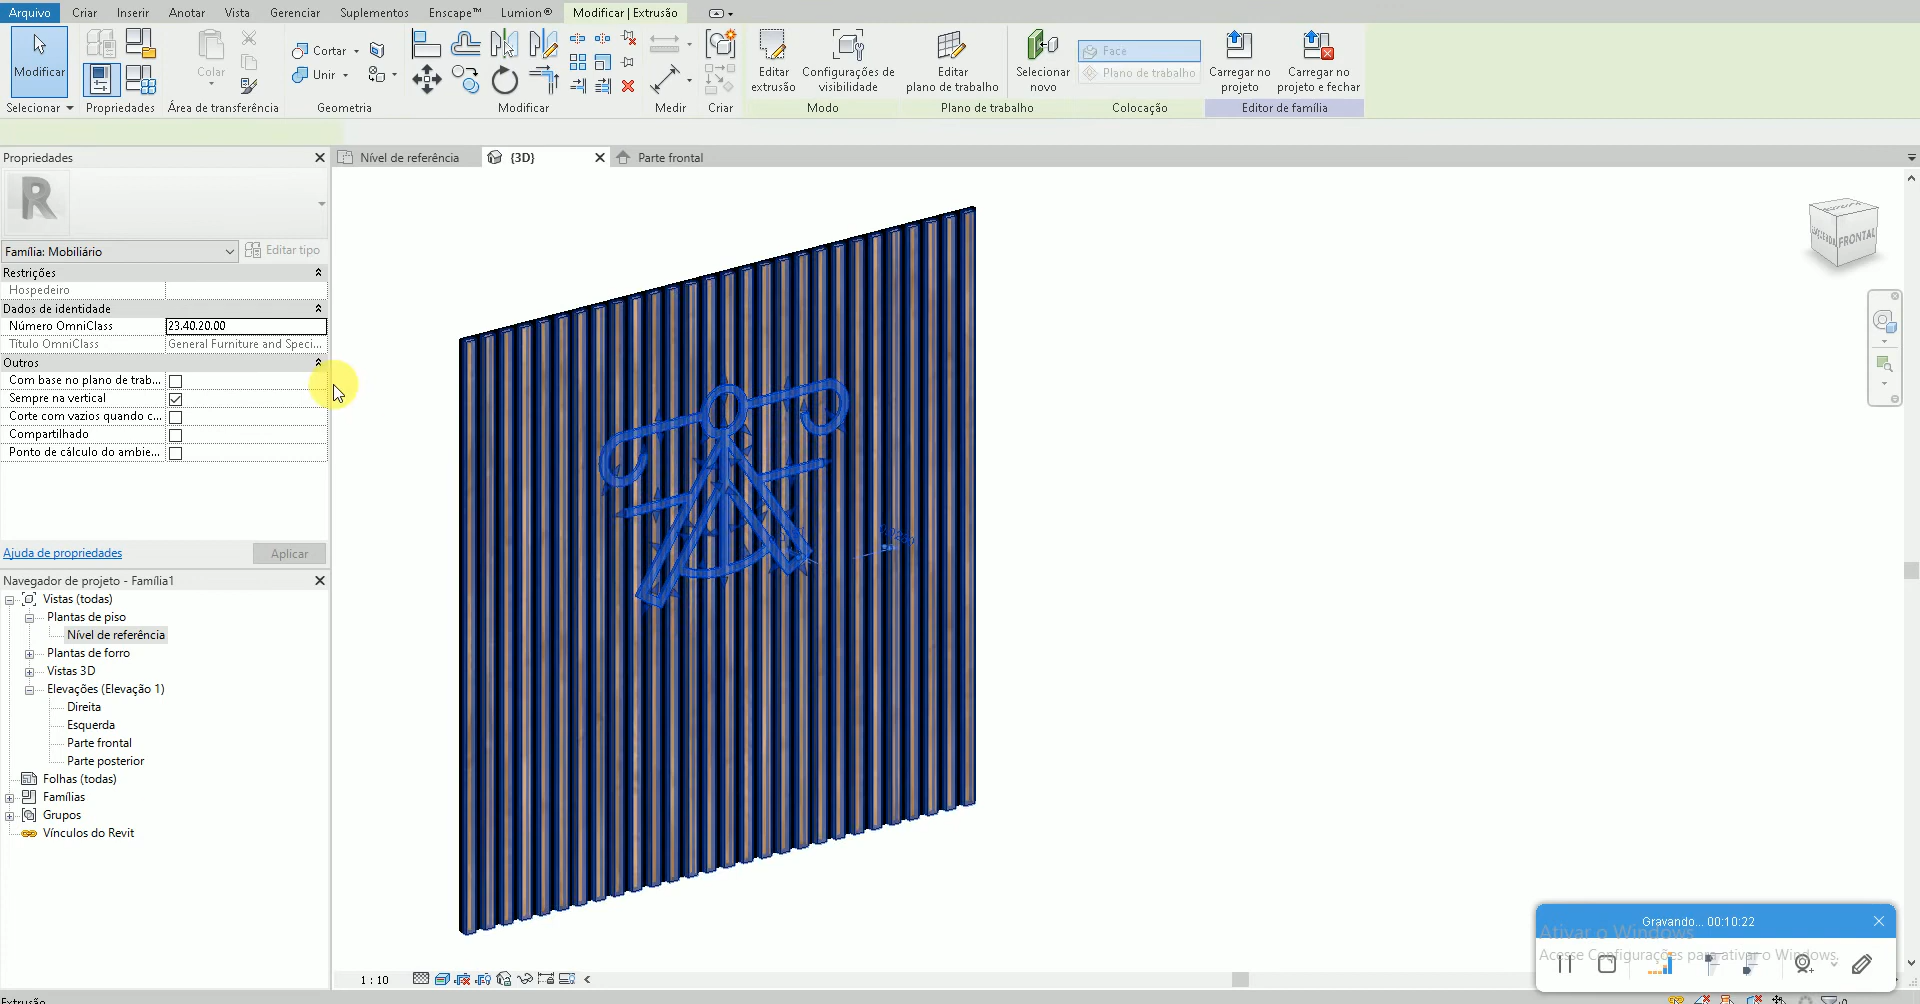 Arquivo Criar Inserir Anotar Vista Gerenciar Suplementos Enscape™ Lumion® Modificar | Extrusão
Modificar
Colar
Cortar
Unir
Editar extrusão
Configurações de visibilidade
Editar plano de trabalho
Selecionar novo
Face
Plano de trabalho
Carregar no projeto
Carregar no projeto e fechar
Selecionar Propriedades Área de transferência Geometria Modificar Medir Criar Modo Plano de trabalho Colocação Editor de família
Propriedades
Nível de referência
{3D}
Parte frontal
R
Família: Mobiliário
Editar tipo
Restrições
Hospedeiro
Dados de identidade
Número OmniClass 23.40.20.00
Título OmniClass General Furniture and Speci...
Outros
Com base no plano de trab...
Sempre na vertical
Corte com vazios quando c...
Compartilhado
Ponto de cálculo do ambie...
Ajuda de propriedades
Aplicar
Navegador de projeto - Família1
Vistas (todas)
Plantas de piso
Nível de referência
Plantas de forro
Vistas 3D
Elevações (Elevação 1)
Direita
Esquerda
Parte frontal
Parte posterior
Folhas (todas)
Famílias
Grupos
Vínculos do Revit
FRONTAL
1 : 10
Gravando... 00:10:22
Ativar o Windows
Acesse Configurações para ativar o Windows.
Extrusão